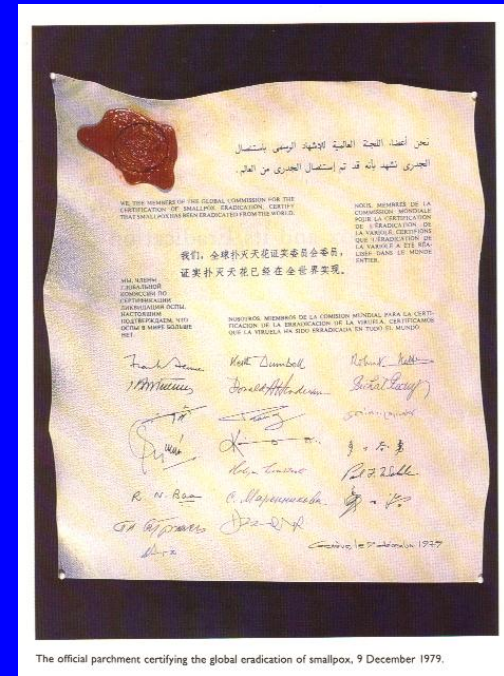 نحن أعضاء اللجنة العالمية للاشهاد الرسمي باستئصال
الجدري نشهد بأنه قد تم إستئصال الجدري من العالم.
WE, THE MEMBERS OF THE GLOBAL COMMISSION FOR THE
CERTIFICATION OF SMALLPOX ERADICATION, CERTIFY
THAT SMALLPOX HAS BEEN ERADICATED FROM THE WORLD.
NOUS, MEMBRES DE LA
COMMISSION MONDIALE
POUR LA CERTIFICATION
DE L'ÉRADICATION DE
LA VARIOLE, CERTIFIONS
QUE L'ÉRADICATION DE
LA VARIOLE A ÉTÉ RÉA-
LISÉE DANS LE MONDE
ENTIER.
我们，全球扑灭天花证实委员会委员，
证实扑灭天花已经在全世界实现。
МЫ, ЧЛЕНЫ
ГЛОБАЛЬНОЙ
КОМИССИИ ПО
СЕРТИФИКАЦИИ
ЛИКВИДАЦИИ ОСПЫ,
НАСТОЯЩИМ
ПОДТВЕРЖДАЕМ, ЧТО
ОСПЫ В МИРЕ БОЛЬШЕ
НЕТ.
NOSOTROS, MIEMBROS DE LA COMISION MUNDIAL PARA LA CERTI-
FICACION DE LA ERRADICACION DE LA VIRUELA, CERTIFICAMOS
QUE LA VIRUELA HA SIDO ERRADICADA EN TODO EL MUNDO.
Keith Dumbell
Donald A Henderson
R. N. Basu
С. Маренникова
Paul F. Wehrle
Genève, le 9 décembre 1979
The official parchment certifying the global eradication of smallpox, 9 December 1979.